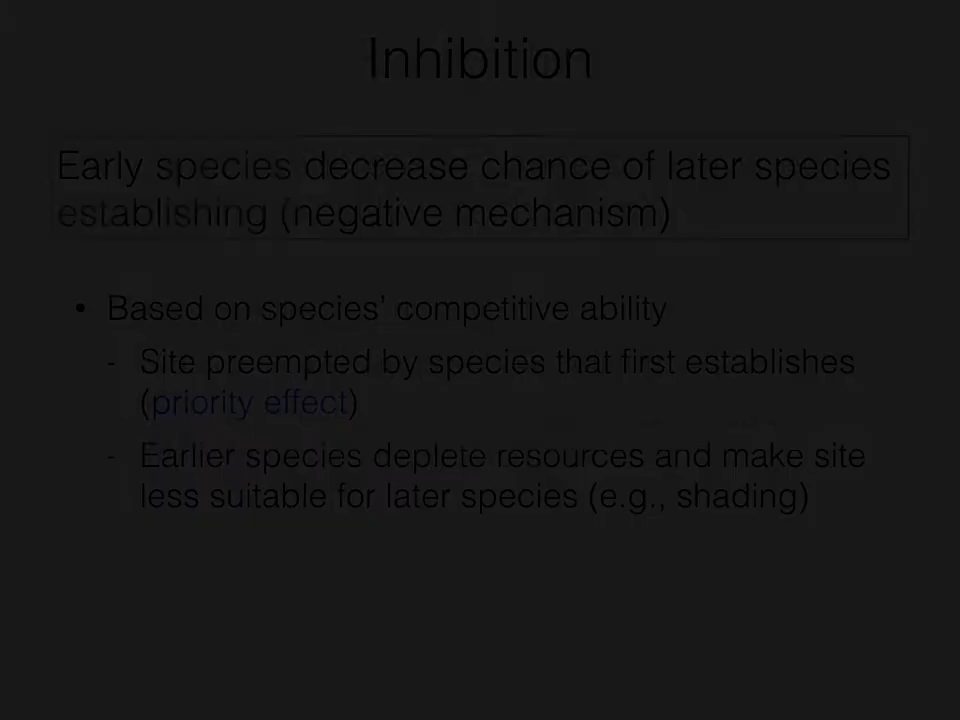 Inhibition
Early species decrease chance of later species
establishing (negative mechanism)
• Based on species' competitive ability
- Site preempted by species that first establishes
(priority effect)
- Earlier species deplete resources and make site
less suitable for later species (e.g., shading)